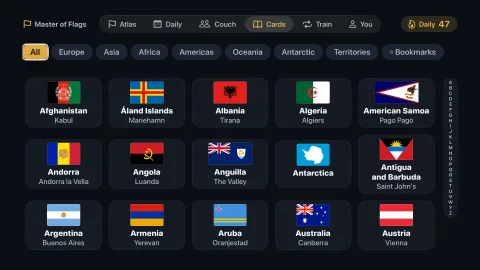 Master of Flags
Atlas
Daily
Couch
Cards
Train
You
Daily 47
All
Europe
Asia
Africa
Americas
Oceania
Antarctic
Territories
Bookmarks
Afghanistan
Kabul
Åland Islands
Mariehamn
Albania
Tirana
Algeria
Algiers
American Samoa
Pago Pago
Andorra
Andorra la Vella
Angola
Luanda
Anguilla
The Valley
Antarctica
Antigua
and Barbuda
Saint John's
Argentina
Buenos Aires
Armenia
Yerevan
Aruba
Oranjestad
Australia
Canberra
Austria
Vienna
A
B
C
D
E
F
G
H
I
J
K
L
M
N
O
P
Q
R
S
T
U
V
W
Y
Z